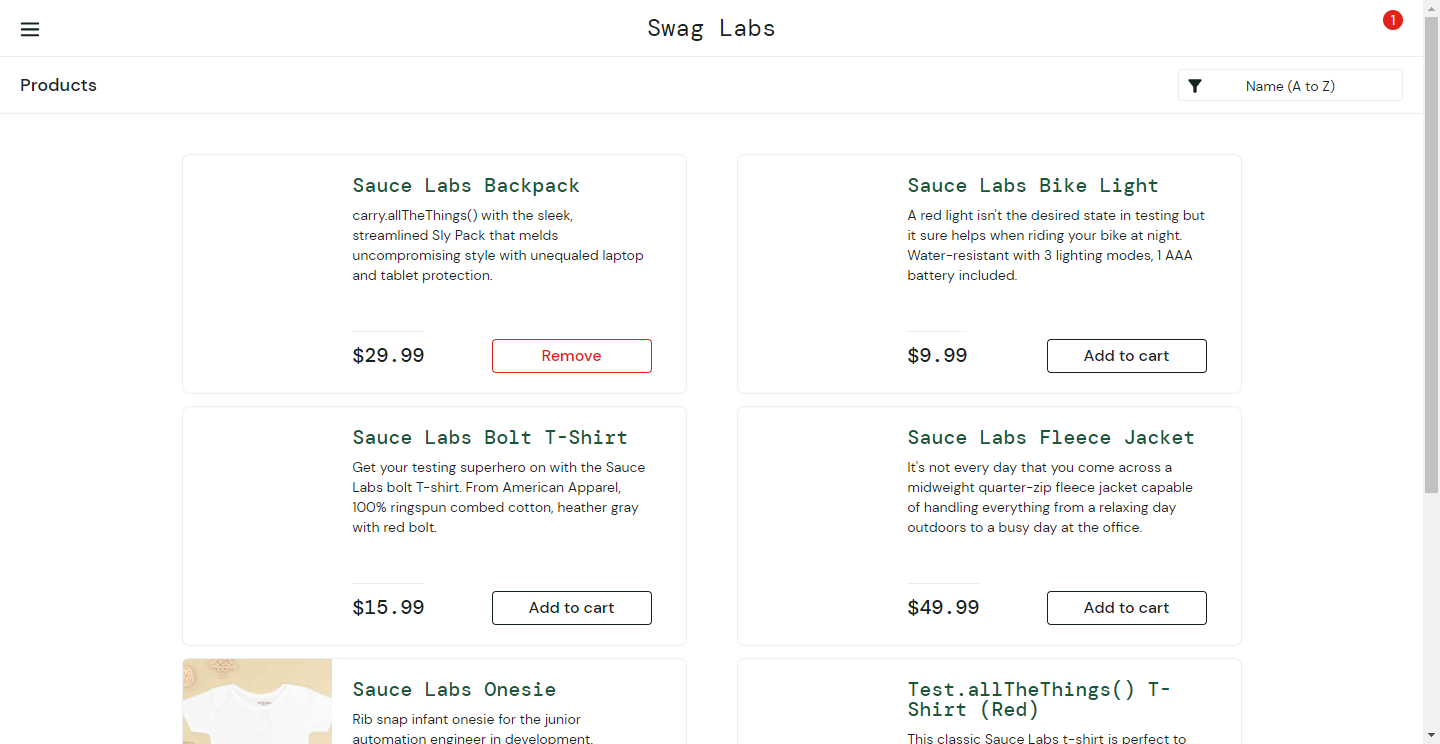 Swag Labs
1
Products
Name (A to Z)
Sauce Labs Backpack
carry.allTheThings() with the sleek,
streamlined Sly Pack that melds
uncompromising style with unequaled laptop
and tablet protection.
$29.99
Remove
Sauce Labs Bike Light
A red light isn't the desired state in testing but
it sure helps when riding your bike at night.
Water-resistant with 3 lighting modes, 1 AAA
battery included.
$9.99
Add to cart
Sauce Labs Bolt T-Shirt
Get your testing superhero on with the Sauce
Labs bolt T-shirt. From American Apparel,
100% ringspun combed cotton, heather gray
with red bolt.
$15.99
Add to cart
Sauce Labs Fleece Jacket
It's not every day that you come across a
midweight quarter-zip fleece jacket capable
of handling everything from a relaxing day
outdoors to a busy day at the office.
$49.99
Add to cart
Sauce Labs Onesie
Rib snap infant onesie for the junior
automation engineer in development.
Test.allTheThings() T-
Shirt (Red)
This classic Sauce Labs t-shirt is perfect to